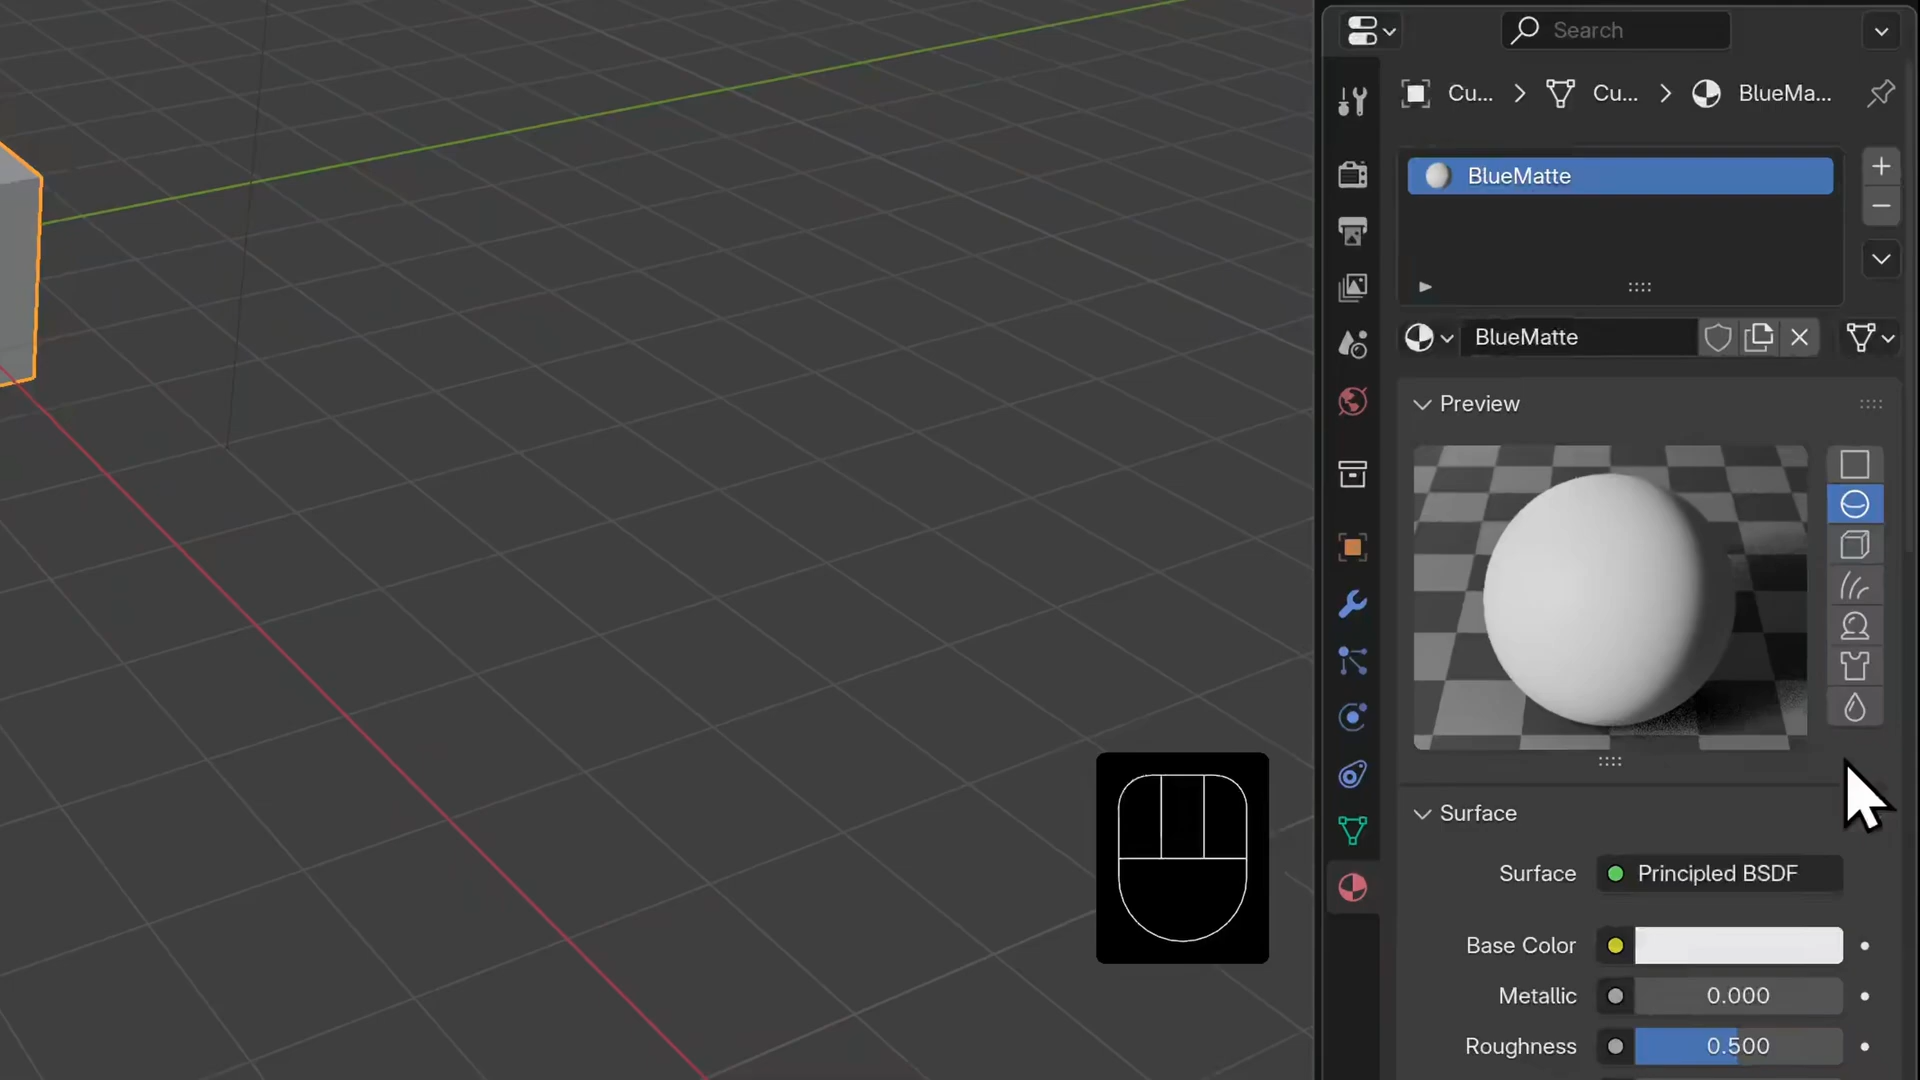 Search
Cu... Cu... BlueMa...
BlueMatte
BlueMatte
Preview
Surface
Surface Principled BSDF
Base Color
Metallic 0.000
Roughness 0.500